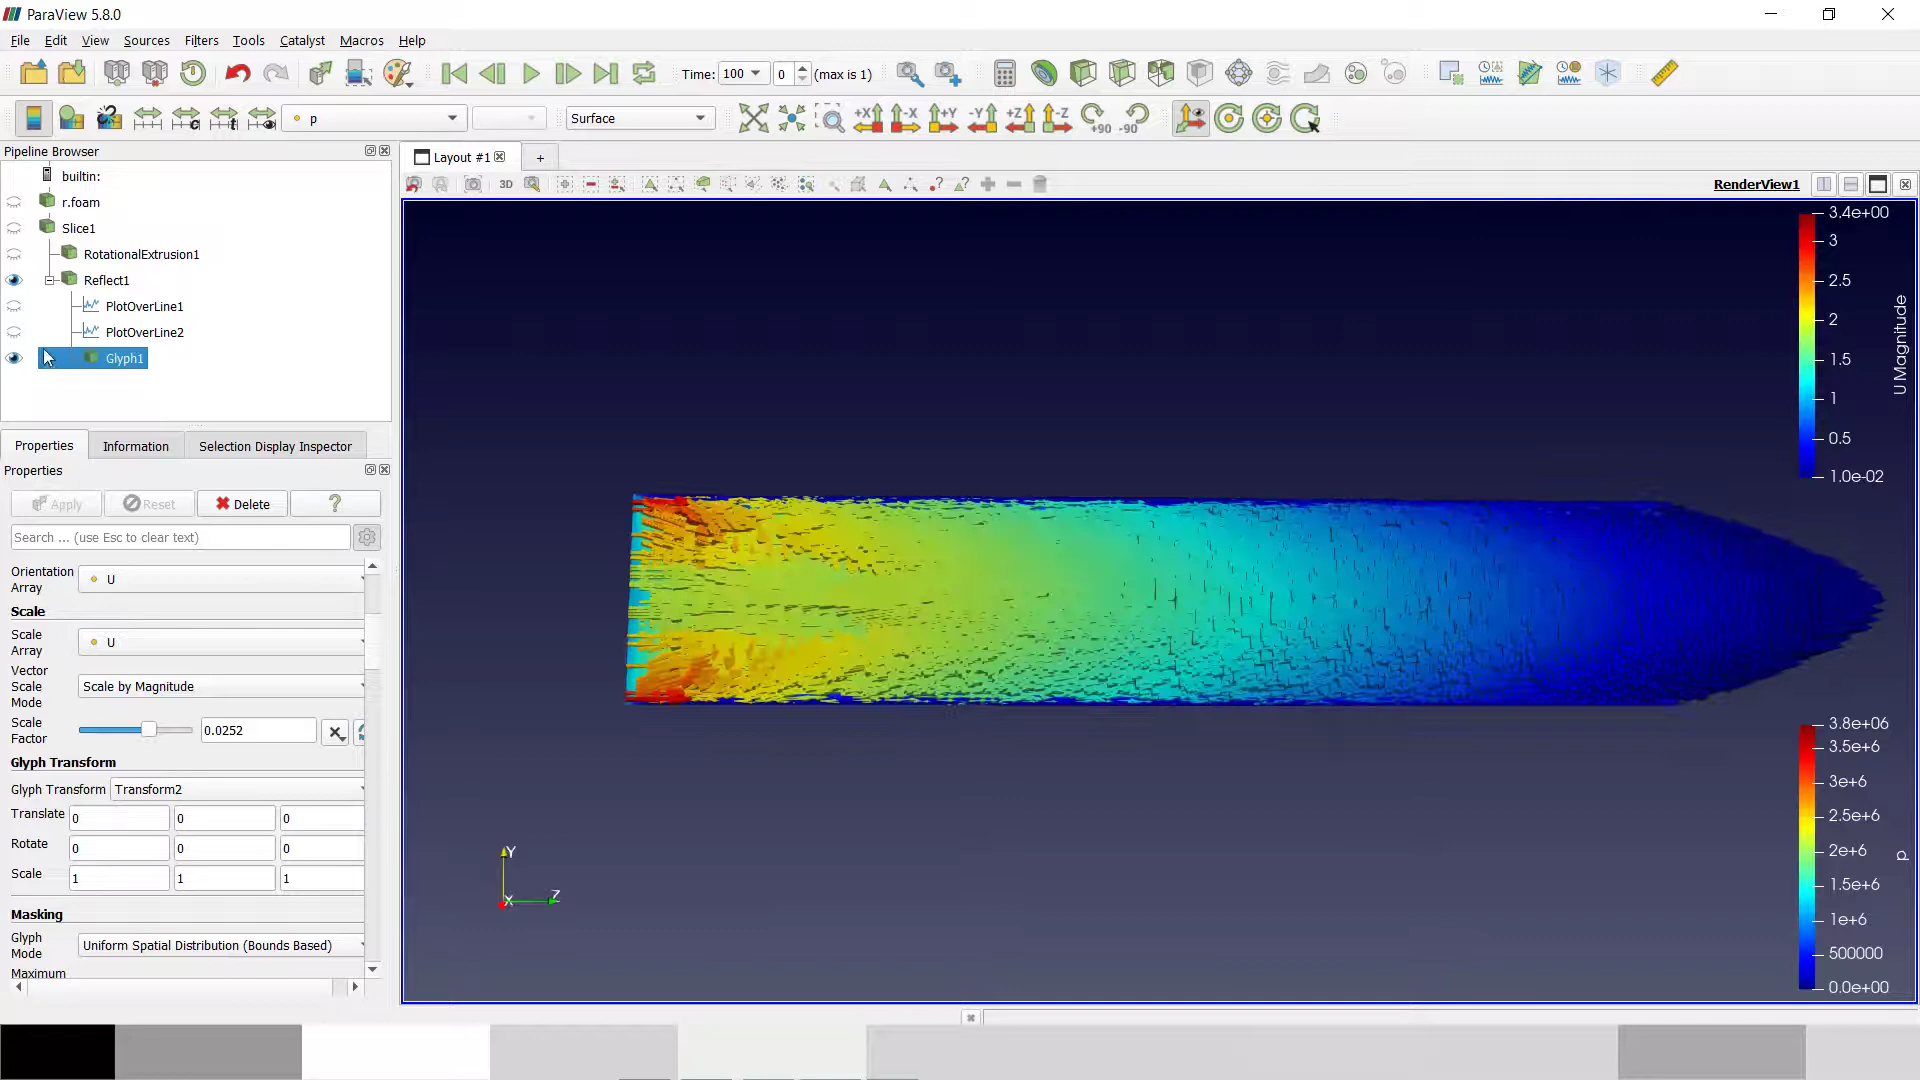 ParaView 5.8.0
File Edit View Sources Filters Tools Catalyst Macros Help
Time: 100 0 (max is 1)
p Surface +X -X +Y -Y +Z -Z +90 -90
Pipeline Browser
Layout #1 +
builtin:
3D RenderView1
r.foam
Slice1
RotationalExtrusion1
Reflect1
PlotOverLine1
PlotOverLine2
Glyph1
Properties Information Selection Display Inspector
Properties
Apply Reset Delete ?
Search ... (use Esc to clear text)
Orientation Array U
Scale
Scale Array U
Vector Scale Mode Scale by Magnitude
Scale Factor 0.0252
Glyph Transform
Glyph Transform Transform2
Translate 0 0 0
Rotate 0 0 0
Scale 1 1 1
Masking
Glyph Mode Uniform Spatial Distribution (Bounds Based)
Maximum
3.4e+00
3
2.5
2
1.5
1
0.5
1.0e-02
U Magnitude
3.8e+06
3.5e+6
3e+6
2.5e+6
2e+6
1.5e+6
1e+6
500000
0.0e+00
p
Y
Z
X